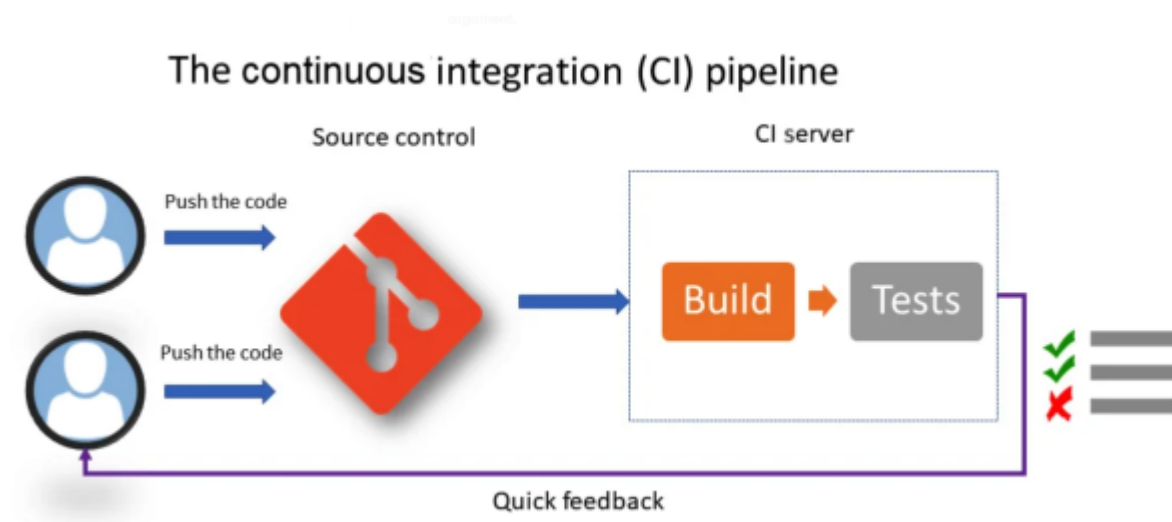 The continuous integration (CI) pipeline
Source control
CI server
Push the code
Build
Tests
Push the code
Quick feedback